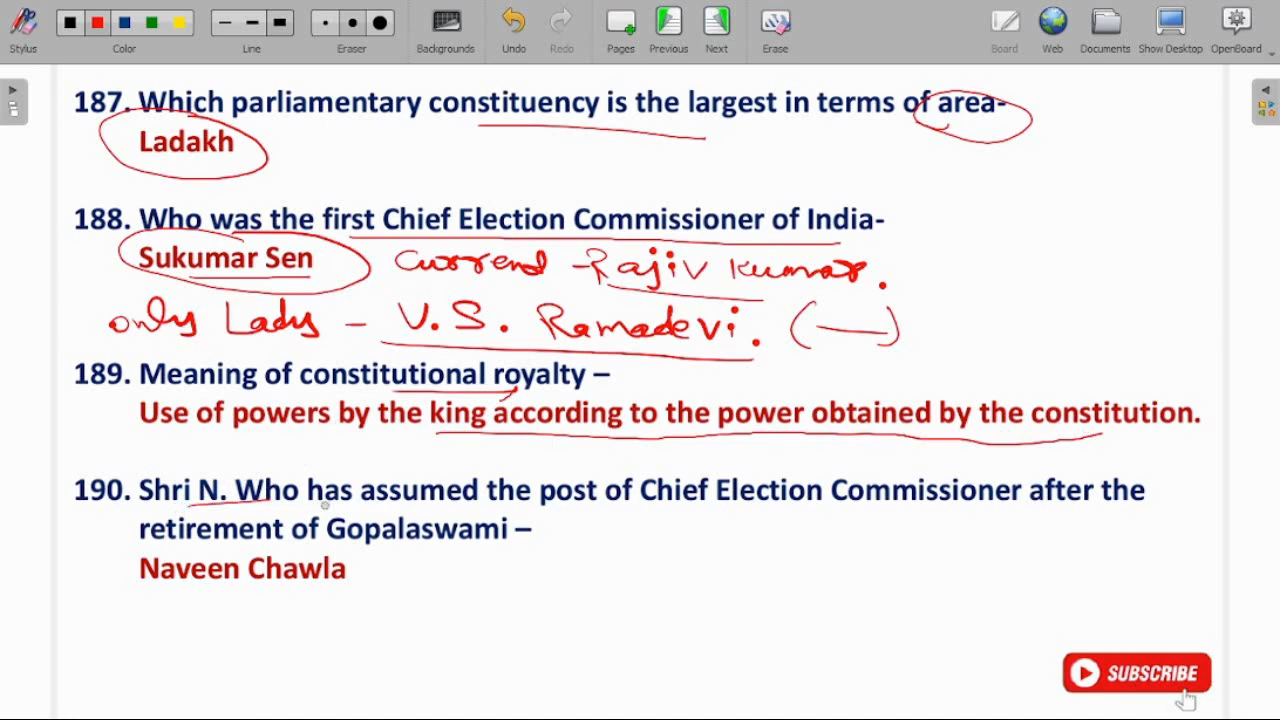 Stylus Color Line Eraser Backgrounds Undo Redo Pages Previous Next Erase Board Web Documents Show Desktop OpenBoard
187. Which parliamentary constituency is the largest in terms of area-
Ladakh
188. Who was the first Chief Election Commissioner of India-
Sukumar Sen current - Rajiv Kumar.
only Lady - V.S. Ramadevi. (—)
189. Meaning of constitutional royalty –
Use of powers by the king according to the power obtained by the constitution.
190. Shri N. Who has assumed the post of Chief Election Commissioner after the
retirement of Gopalaswami –
Naveen Chawla
SUBSCRIBE